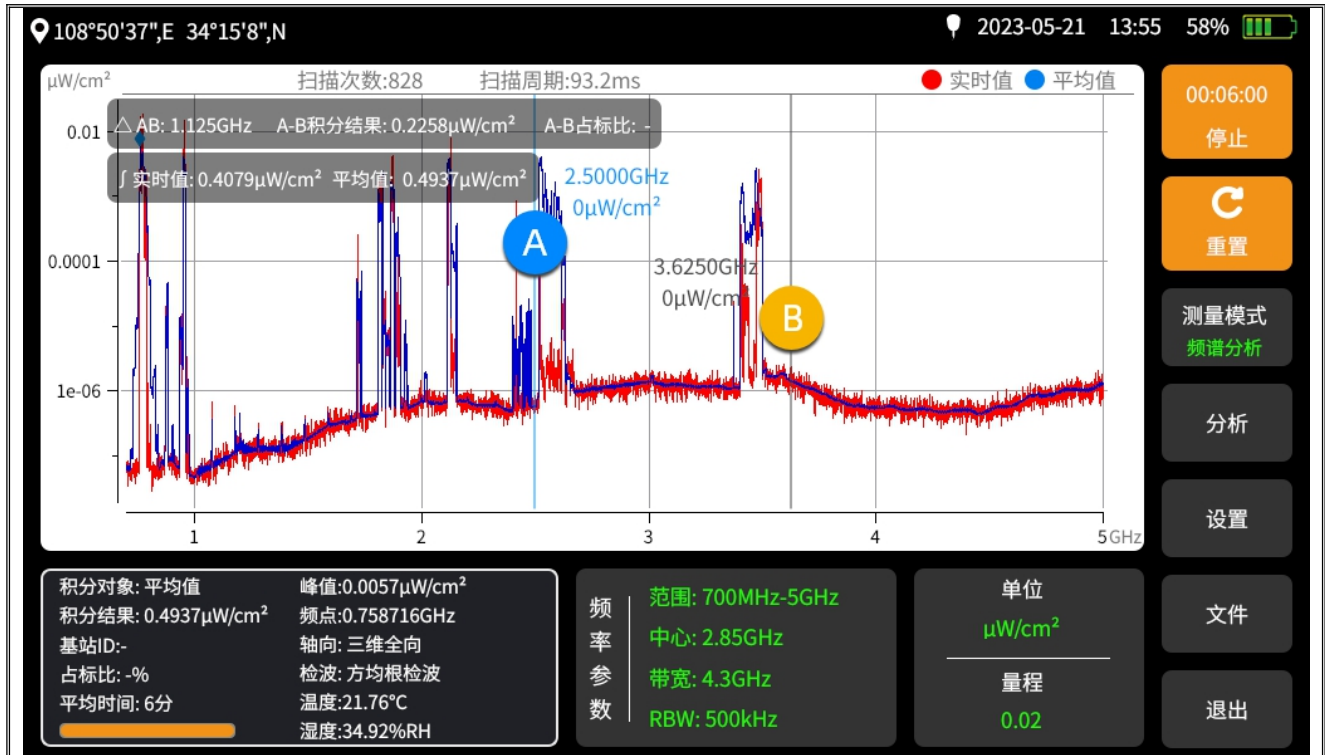 108°50'37",E 34°15'8",N
2023-05-21 13:55 58%
μW/cm² 扫描次数:828 扫描周期:93.2ms 实时值 平均值
△AB: 1.125GHz A-B积分结果: 0.2258μW/cm² A-B占标比: -
∫实时值: 0.4079μW/cm² 平均值: 0.4937μW/cm²
0.01
0.0001
1e-06
2.5000GHz
0μW/cm²
A
3.6250GHz
0μW/cm²
B
1 2 3 4 5 GHz
00:06:00
停止
重置
测量模式
频谱分析
分析
设置
文件
退出
积分对象: 平均值
积分结果: 0.4937μW/cm²
基站ID:-
占标比: -%
平均时间: 6分
峰值:0.0057μW/cm²
频点:0.758716GHz
轴向: 三维全向
检波: 方均根检波
温度:21.76°C
湿度:34.92%RH
频率参数
范围: 700MHz-5GHz
中心: 2.85GHz
带宽: 4.3GHz
RBW: 500kHz
单位
μW/cm²
量程
0.02